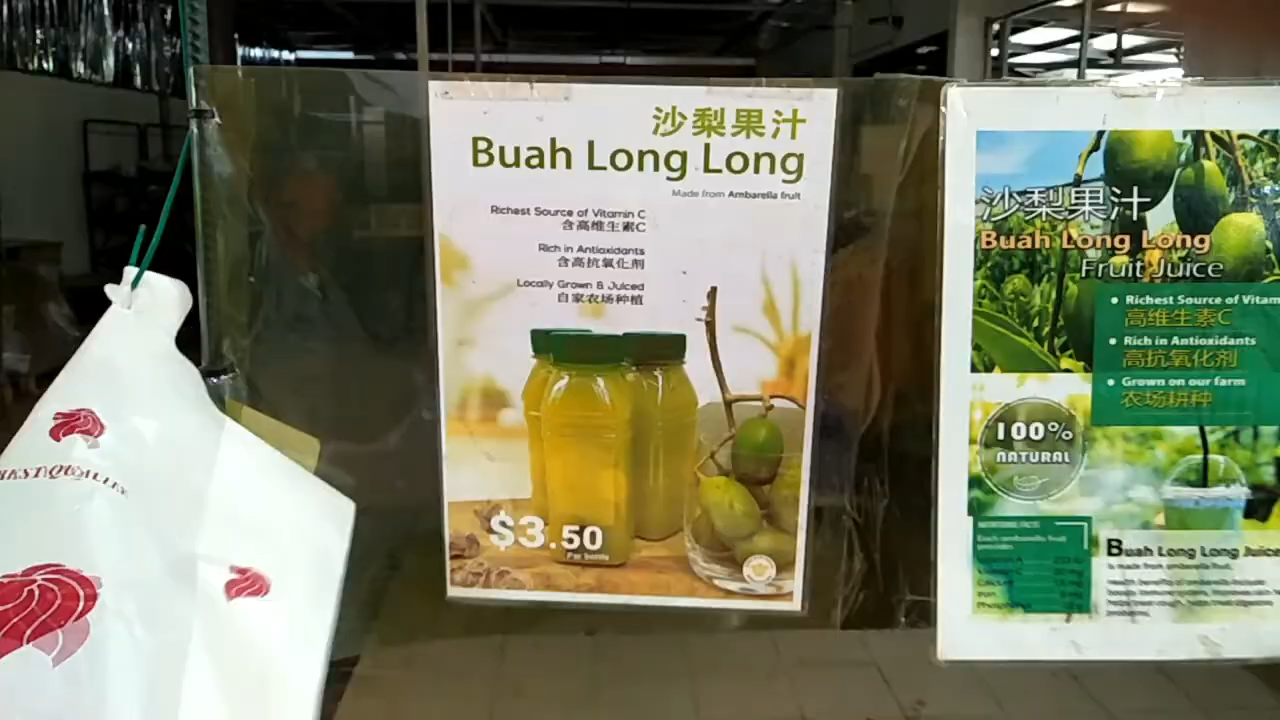 沙梨果汁
Buah Long Long
Made from Ambarella fruit
Richest Source of Vitamin C
含高维生素C
Rich in Antioxidants
含高抗氧化剂
Locally Grown & Juiced
自家农场种植
$3.50
Per bottle
沙梨果汁
Buah Long Long
Fruit Juice
Richest Source of Vitam
高维生素C
Rich in Antioxidants
高抗氧化剂
Grown on our farm
农场耕种
100%
NATURAL
Each ambarella fruit
provides
Buah Long Long Juice
is made from ambarella fruit.